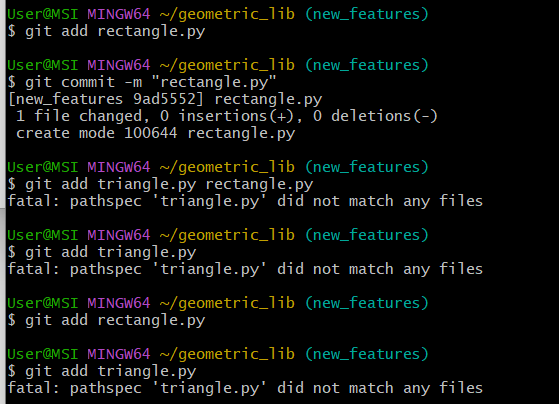 User@MSI MINGW64 ~/geometric_lib (new_features)
$ git add rectangle.py
User@MSI MINGW64 ~/geometric_lib (new_features)
$ git commit -m "rectangle.py"
[new_features 9ad5552] rectangle.py
 1 file changed, 0 insertions(+), 0 deletions(-)
 create mode 100644 rectangle.py
User@MSI MINGW64 ~/geometric_lib (new_features)
$ git add triangle.py rectangle.py
fatal: pathspec 'triangle.py' did not match any files
User@MSI MINGW64 ~/geometric_lib (new_features)
$ git add triangle.py
fatal: pathspec 'triangle.py' did not match any files
User@MSI MINGW64 ~/geometric_lib (new_features)
$ git add rectangle.py
User@MSI MINGW64 ~/geometric_lib (new_features)
$ git add triangle.py
fatal: pathspec 'triangle.py' did not match any files